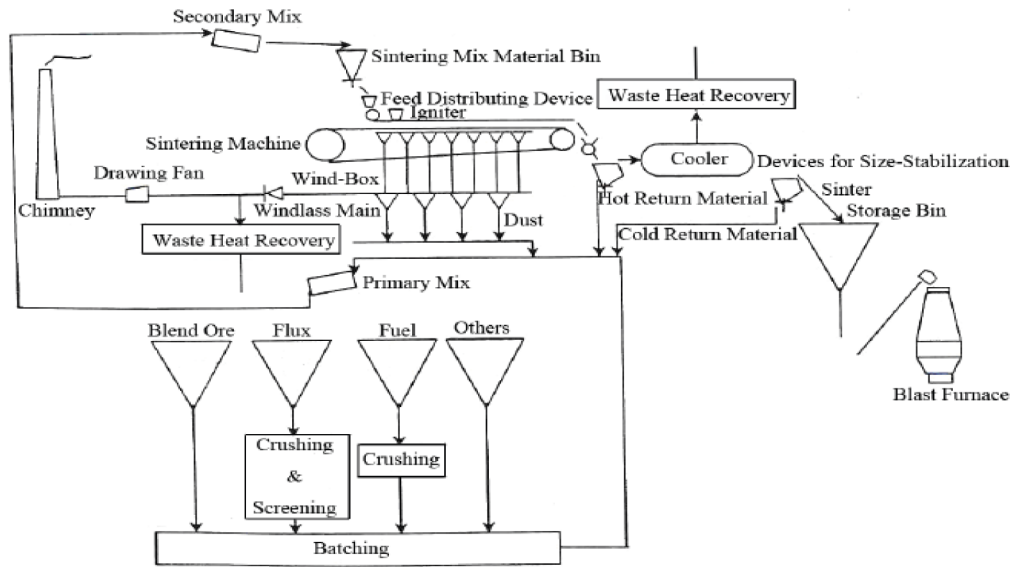 Secondary Mix
Sintering Mix Material Bin
Feed Distributing Device
Igniter
Waste Heat Recovery
Sintering Machine
Cooler
Devices for Size-Stabilization
Drawing Fan
Wind-Box
Hot Return Material
Sinter
Chimney
Windlass Main
Dust
Storage Bin
Waste Heat Recovery
Cold Return Material
Primary Mix
Blend Ore
Flux
Fuel
Others
Blast Furnace
Crushing
&
Screening
Crushing
Batching